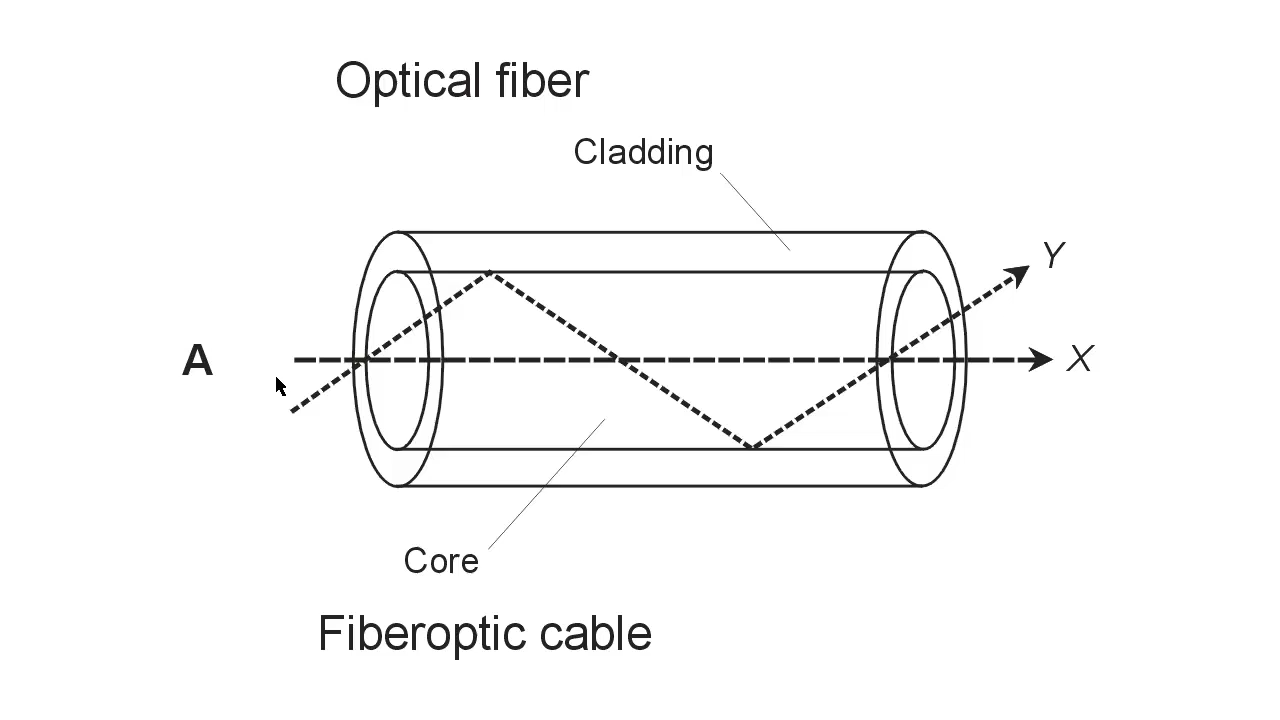 Optical fiber
Cladding
Y
A
X
Core
Fiberoptic cable